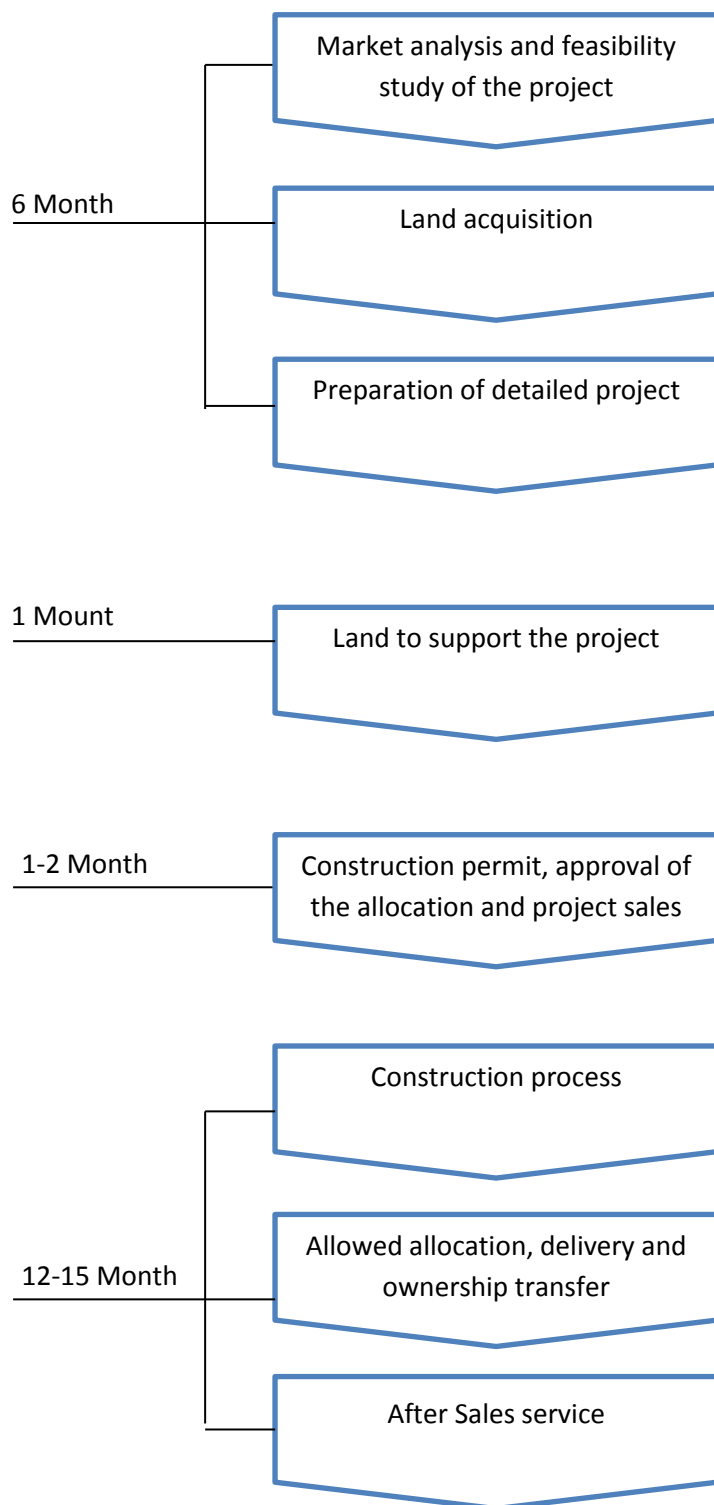 Market analysis and feasibility
study of the project
6 Month
Land acquisition
Preparation of detailed project
1 Mount
Land to support the project
1-2 Month
Construction permit, approval of
the allocation and project sales
Construction process
12-15 Month
Allowed allocation, delivery and
ownership transfer
After Sales service